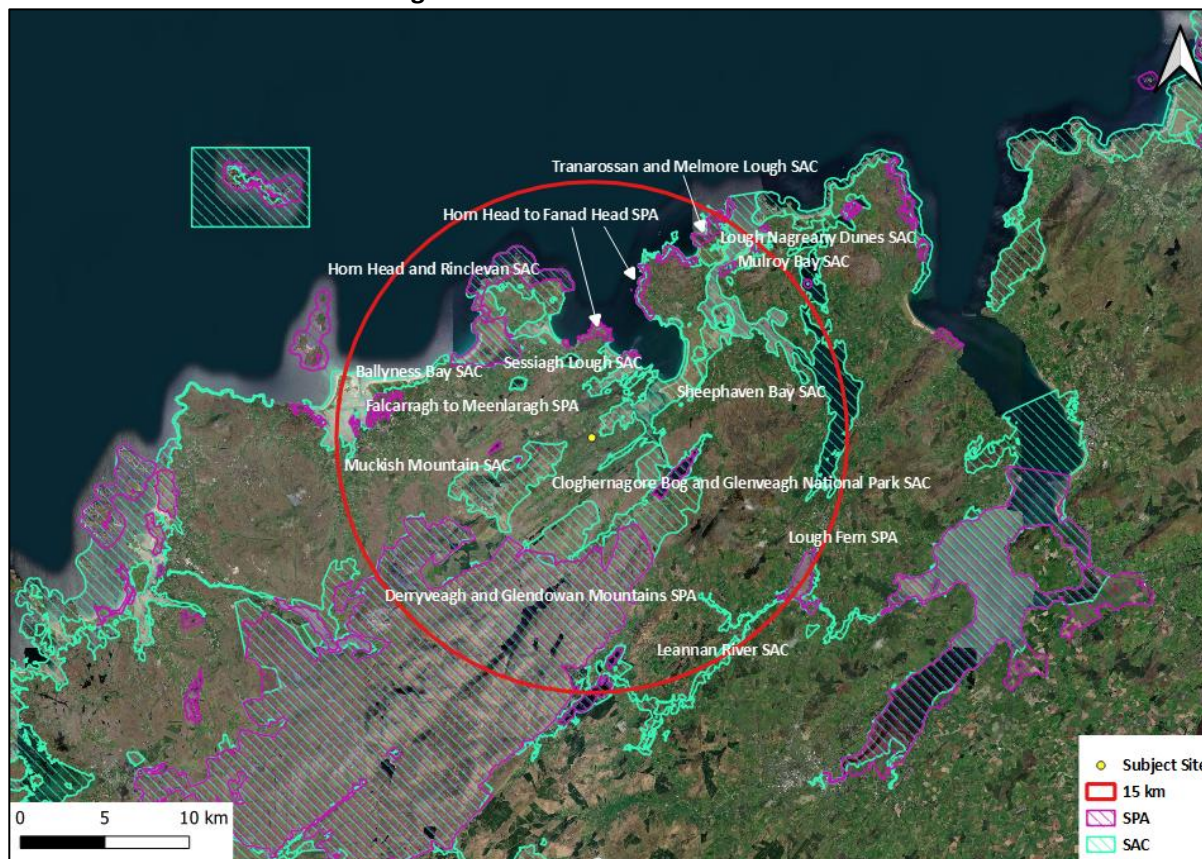 g
Tranarossan and Melmore Lough SAC
Horn Head to Fanad Head SPA
Lough Nagreany Dunes SAC
Mulroy Bay SAC
Horn Head and Rinclevan SAC
Sessiagh Lough SAC
Ballyness Bay SAC
Sheephaven Bay SAC
Falcarragh to Meenlaragh SPA
Muckish Mountain SAC
Cloghernagore Bog and Glenveagh National Park SAC
Lough Fern SPA
Derryveagh and Glendowan Mountains SPA
Leannan River SAC
Subject Site
15 km
SPA
SAC
0 5 10 km